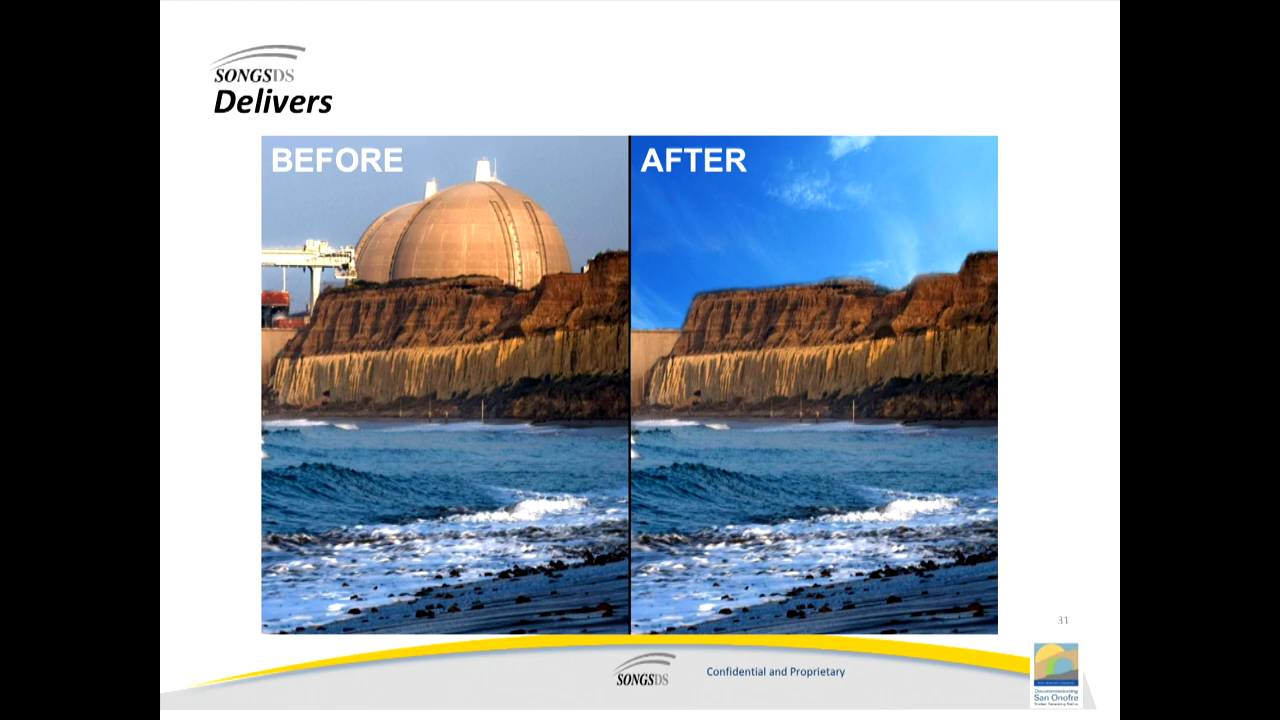 SONGSDS
Delivers
BEFORE
AFTER
31
SONGSDS
Confidential and Proprietary
Decommissioning
San Onofre